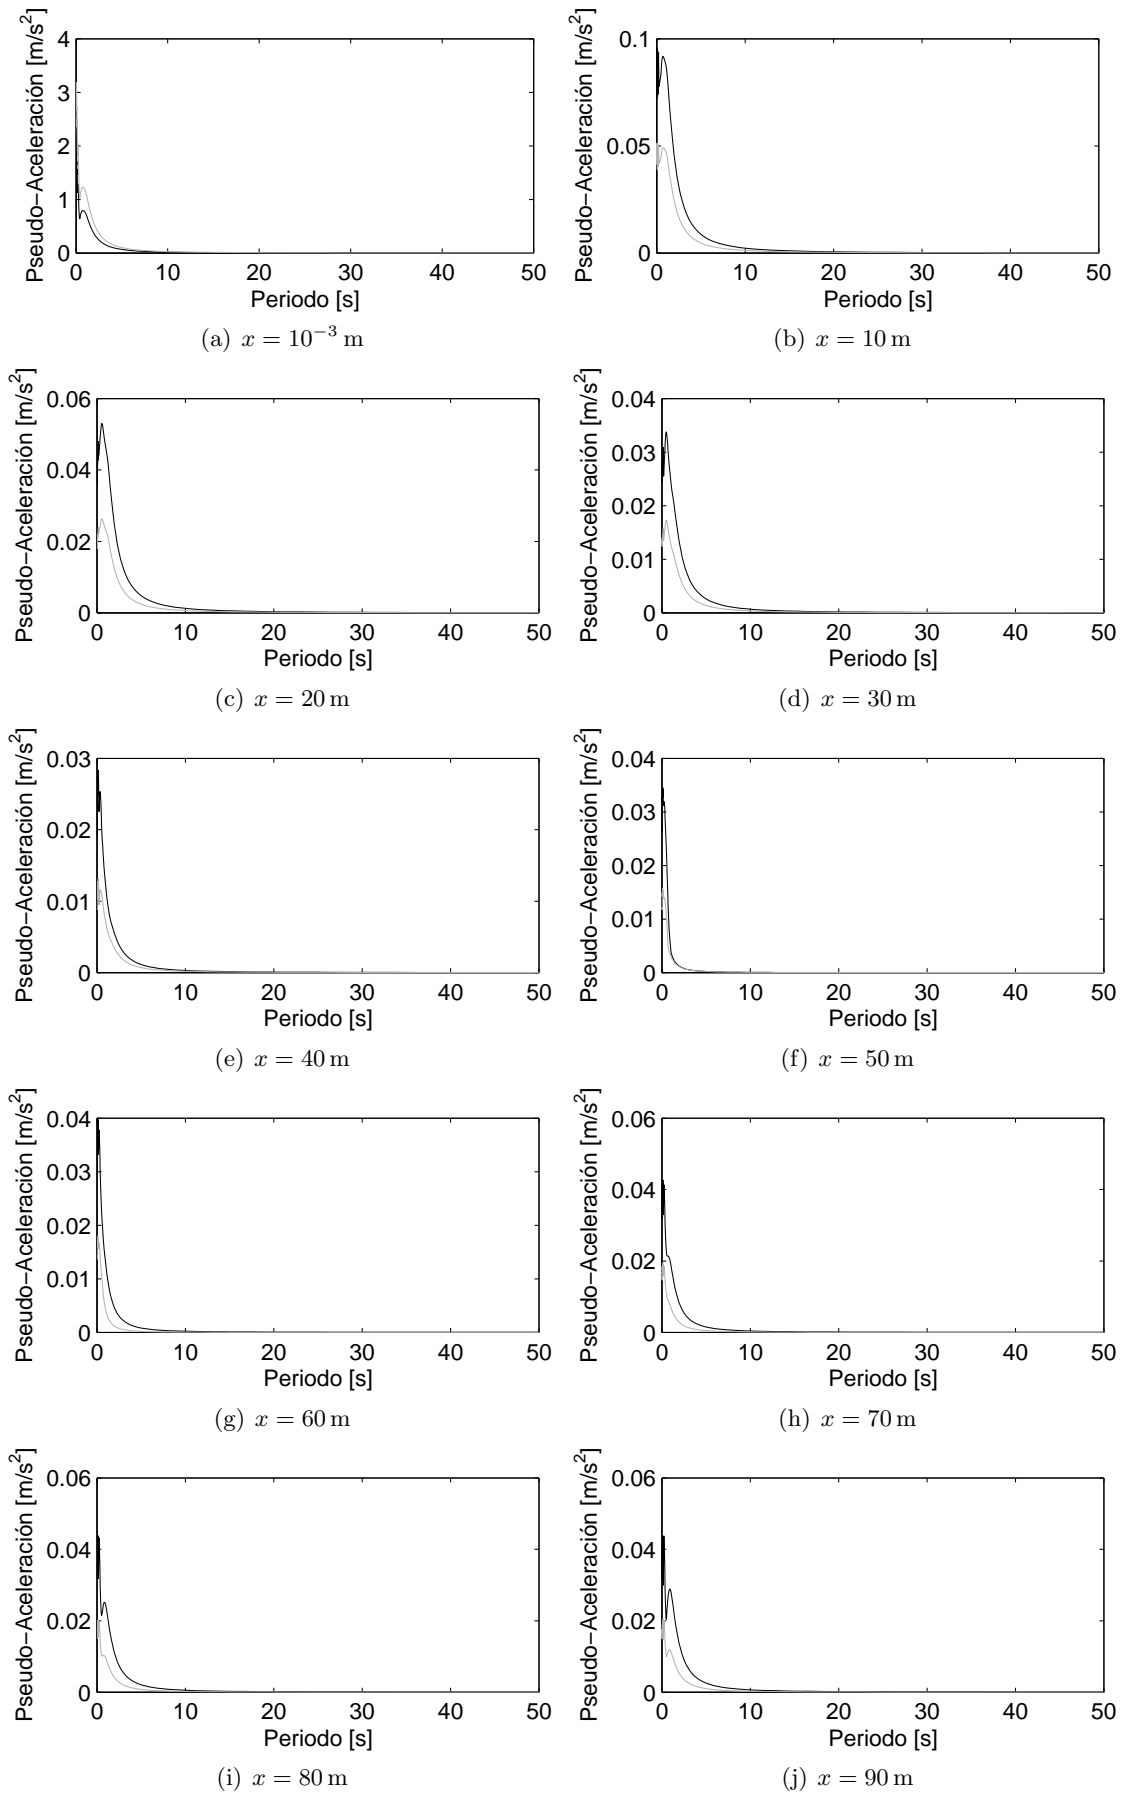 Pseudo−Aceleración [m/s²]
4
3
2
1
0
0 10 20 30 40 50
Periodo [s]
(a) x = 10⁻³ m
Pseudo−Aceleración [m/s²]
0.1
0.05
0
0 10 20 30 40 50
Periodo [s]
(b) x = 10 m
Pseudo−Aceleración [m/s²]
0.06
0.04
0.02
0
0 10 20 30 40 50
Periodo [s]
(c) x = 20 m
Pseudo−Aceleración [m/s²]
0.04
0.03
0.02
0.01
0
0 10 20 30 40 50
Periodo [s]
(d) x = 30 m
Pseudo−Aceleración [m/s²]
0.03
0.02
0.01
0
0 10 20 30 40 50
Periodo [s]
(e) x = 40 m
Pseudo−Aceleración [m/s²]
0.04
0.03
0.02
0.01
0
0 10 20 30 40 50
Periodo [s]
(f) x = 50 m
Pseudo−Aceleración [m/s²]
0.04
0.03
0.02
0.01
0
0 10 20 30 40 50
Periodo [s]
(g) x = 60 m
Pseudo−Aceleración [m/s²]
0.06
0.04
0.02
0
0 10 20 30 40 50
Periodo [s]
(h) x = 70 m
Pseudo−Aceleración [m/s²]
0.06
0.04
0.02
0
0 10 20 30 40 50
Periodo [s]
(i) x = 80 m
Pseudo−Aceleración [m/s²]
0.06
0.04
0.02
0
0 10 20 30 40 50
Periodo [s]
(j) x = 90 m